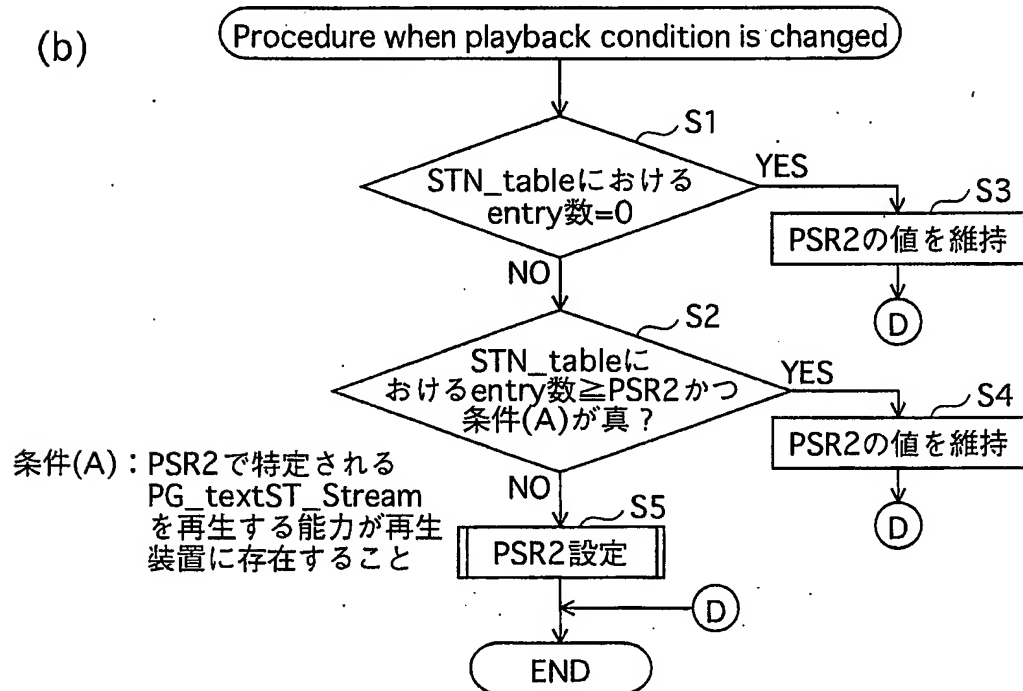 (b)
Procedure when playback condition is changed
S1
STN_tableにおける
entry数=0
YES
S3
PSR2の値を維持
NO
D
S2
STN_tableに
おけるentry数≧PSR2かつ
条件(A)が真？
YES
S4
PSR2の値を維持
条件(A)：PSR2で特定される
PG_textST_Stream
を再生する能力が再生
装置に存在すること
NO
D
S5
PSR2設定
D
END